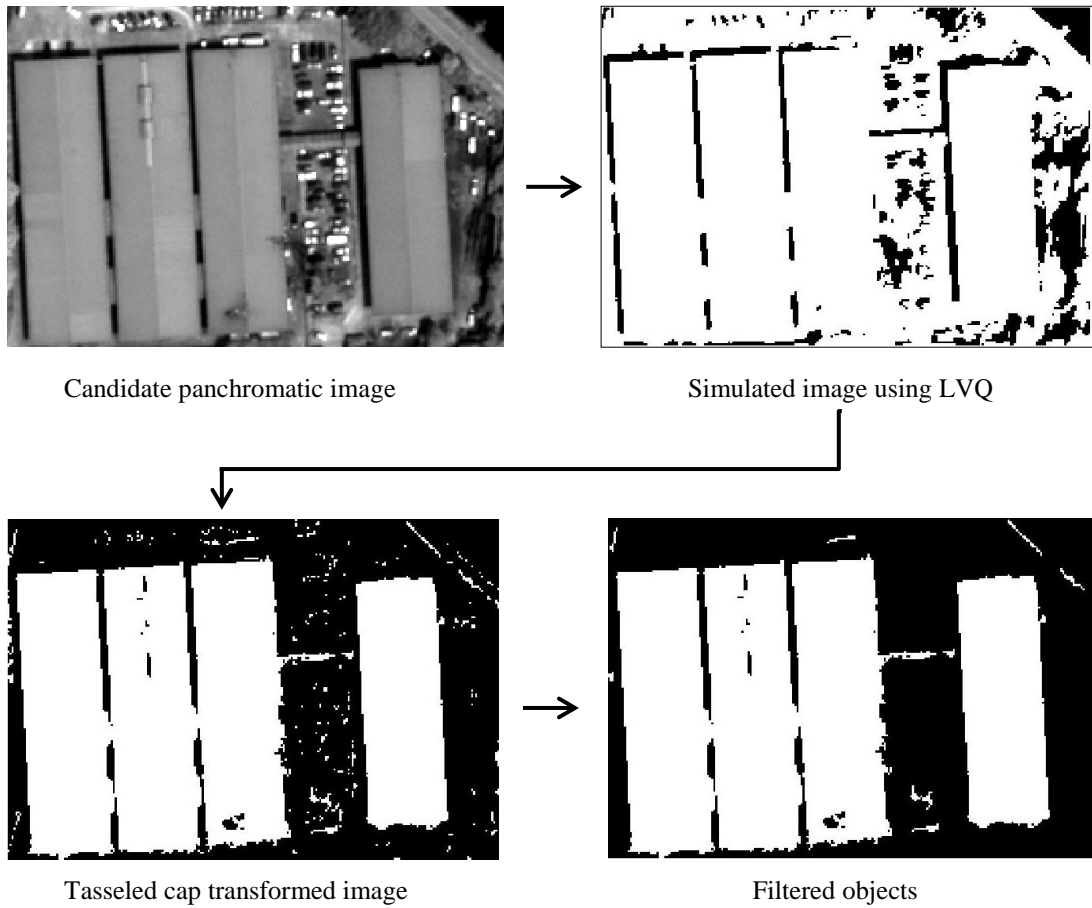 Candidate panchromatic image
Simulated image using LVQ
Tasseled cap transformed image
Filtered objects